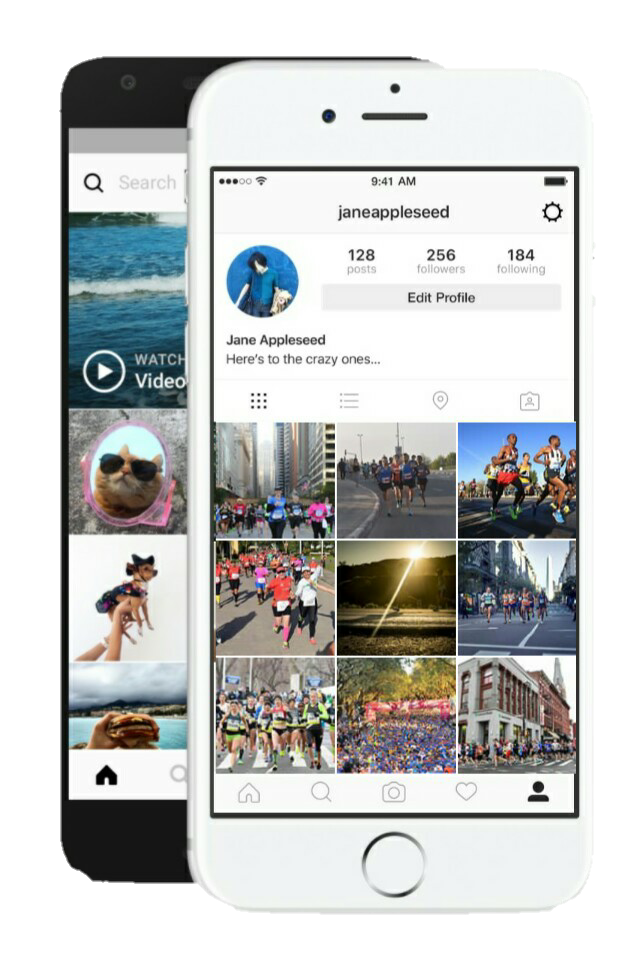 Search
WATCH
Video
9:41 AM
janeappleseed
128 256 184
posts followers following
Edit Profile
Jane Appleseed
Here's to the crazy ones...